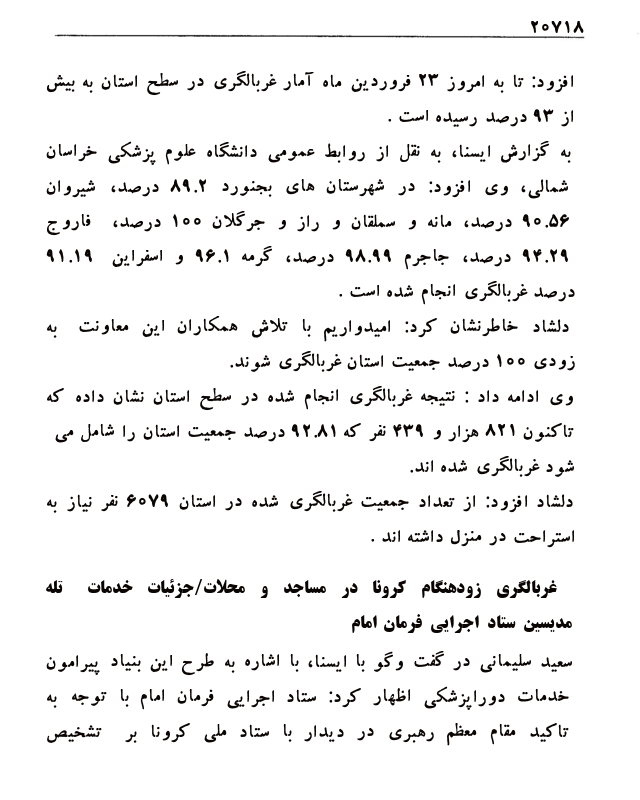 ۲۰۷۱۸
افزود: تا به امروز ۲۳ فروردین ماه آمار غربالگری در سطح استان به بیش
از ۹۳ درصد رسیده است .
به گزارش ایسنا، به نقل از روابط عمومی دانشگاه علوم پزشکی خراسان
شمالی، وی افزود: در شهرستان های بجنورد ۸۹.۲ درصد، شیروان
۹۰.۵۶ درصد، مانه و سملقان و راز و جرگلان ۱۰۰ درصد، فاروج
۹۴.۲۹ درصد، جاجرم ۹۸.۹۹ درصد، گرمه ۹۶.۱ و اسفراین ۹۱.۱۹
درصد غربالگری انجام شده است .
دلشاد خاطرنشان کرد: امیدواریم با تلاش همکاران این معاونت به
زودی ۱۰۰ درصد جمعیت استان غربالگری شوند.
وی ادامه داد : نتیجه غربالگری انجام شده در سطح استان نشان داده که
تاکنون ۸۲۱ هزار و ۴۳۹ نفر که ۹۲.۸۱ درصد جمعیت استان را شامل می
شود غربالگری شده اند.
دلشاد افزود: از تعداد جمعیت غربالگری شده در استان ۶۰۷۹ نفر نیاز به
استراحت در منزل داشته اند .
غربالگری زودهنگام کرونا در مساجد و محلات/جزئیات خدمات تله
مدیسین ستاد اجرایی فرمان امام
سعید سلیمانی در گفت وگو با ایسنا، با اشاره به طرح این بنیاد پیرامون
خدمات دوراپزشکی اظهار کرد: ستاد اجرایی فرمان امام با توجه به
تاکید مقام معظم رهبری در دیدار با ستاد ملی کرونا بر تشخیص